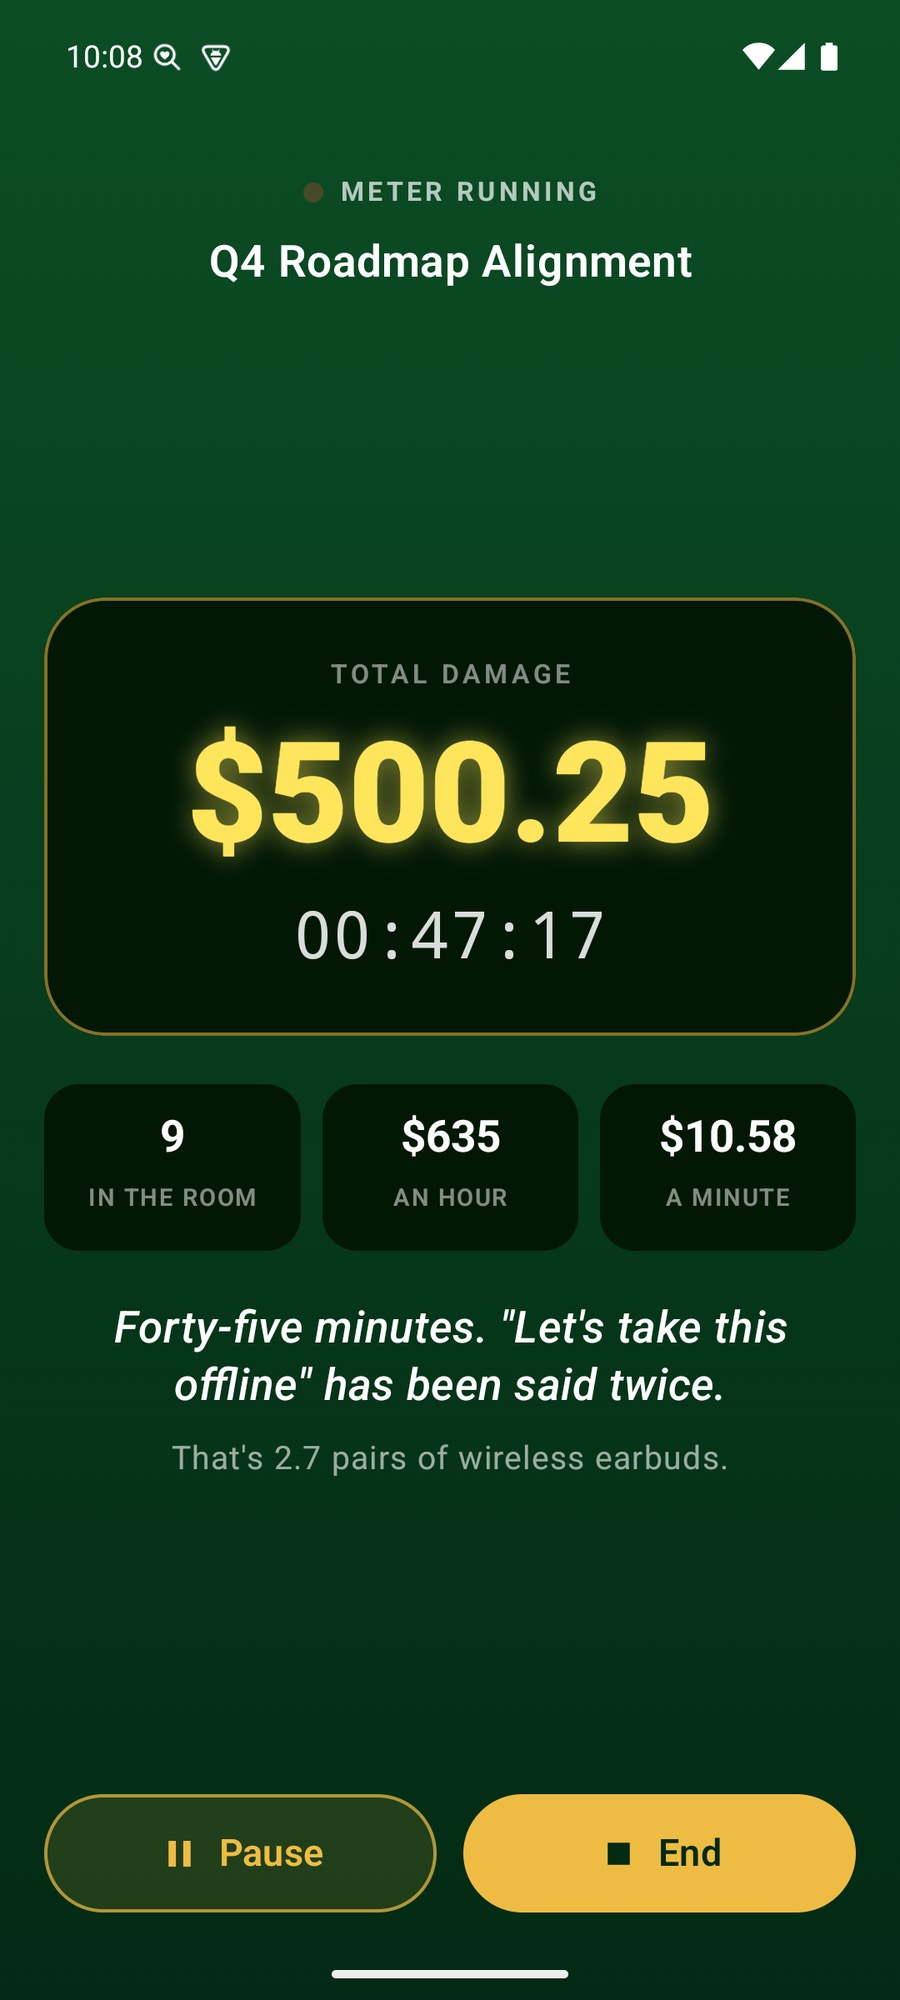 10:08
METER RUNNING
Q4 Roadmap Alignment
TOTAL DAMAGE
$500.25
00:47:17
9
IN THE ROOM
$635
AN HOUR
$10.58
A MINUTE
Forty-five minutes. "Let's take this
offline" has been said twice.
That's 2.7 pairs of wireless earbuds.
Pause
End